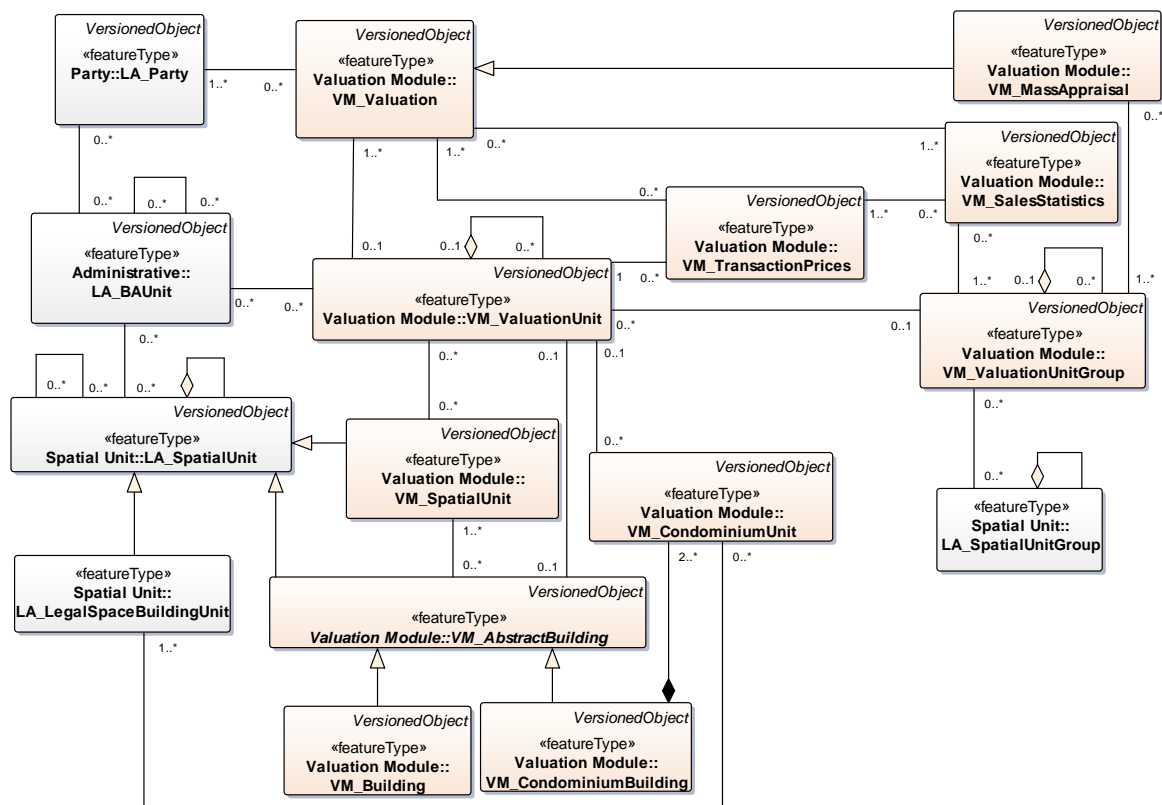 VersionedObject
«featureType»
Party::LA_Party
VersionedObject
«featureType»
Valuation Module::
VM_Valuation
VersionedObject
«featureType»
Valuation Module::
VM_MassAppraisal
1..*
0..*
0..*
0..*
1..*
1..*
0..*
1..*
0..*
VersionedObject
«featureType»
Valuation Module::
VM_SalesStatistics
0..*
0..*
0..*
0..*
1..*
0..*
VersionedObject
«featureType»
Valuation Module::
VM_TransactionPrices
VersionedObject
«featureType»
Administrative::
LA_BAUnit
0..1
0..1
0..*
1
0..*
0..*
1..*
0..1
0..*
1..*
VersionedObject
«featureType»
Valuation Module::VM_ValuationUnit
0..*
0..*
0..*
0..1
VersionedObject
«featureType»
Valuation Module::
VM_ValuationUnitGroup
0..*
0..*
0..1
0..1
0..*
0..*
0..*
0..*
0..*
VersionedObject
«featureType»
Spatial Unit::LA_SpatialUnit
0..*
VersionedObject
«featureType»
Valuation Module::
VM_SpatialUnit
0..*
VersionedObject
«featureType»
Valuation Module::
VM_CondominiumUnit
0..*
«featureType»
Spatial Unit::
LA_SpatialUnitGroup
1..*
0..*
0..1
2..*
0..*
«featureType»
Spatial Unit::
LA_LegalSpaceBuildingUnit
1..*
VersionedObject
«featureType»
Valuation Module::VM_AbstractBuilding
VersionedObject
«featureType»
Valuation Module::
VM_Building
VersionedObject
«featureType»
Valuation Module::
VM_CondominiumBuilding